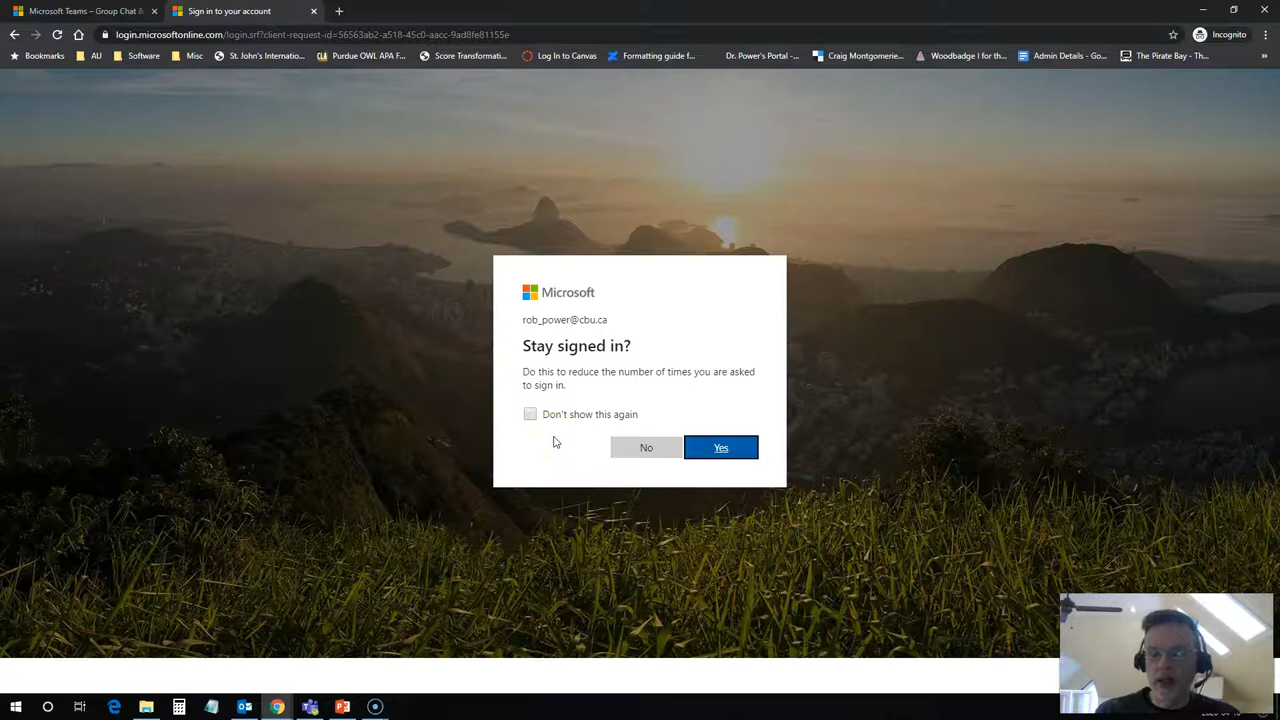 Microsoft Teams – Group Chat &
Sign in to your account
login.microsoftonline.com/login.srf?client-request-id=56563ab2-a518-45c0-aacc-9ad8fe81155e
Incognito
Bookmarks
AU
Software
Misc
St. John's Internatio...
Purdue OWL APA F...
Score Transformati...
Log In to Canvas
Formatting guide f...
Dr. Power's Portal -...
Craig Montgomerie...
Woodbadge I for th...
Admin Details - Go...
The Pirate Bay - Th...
»
Microsoft
rob_power@cbu.ca
Stay signed in?
Do this to reduce the number of times you are asked
to sign in.
Don't show this again
No
Yes